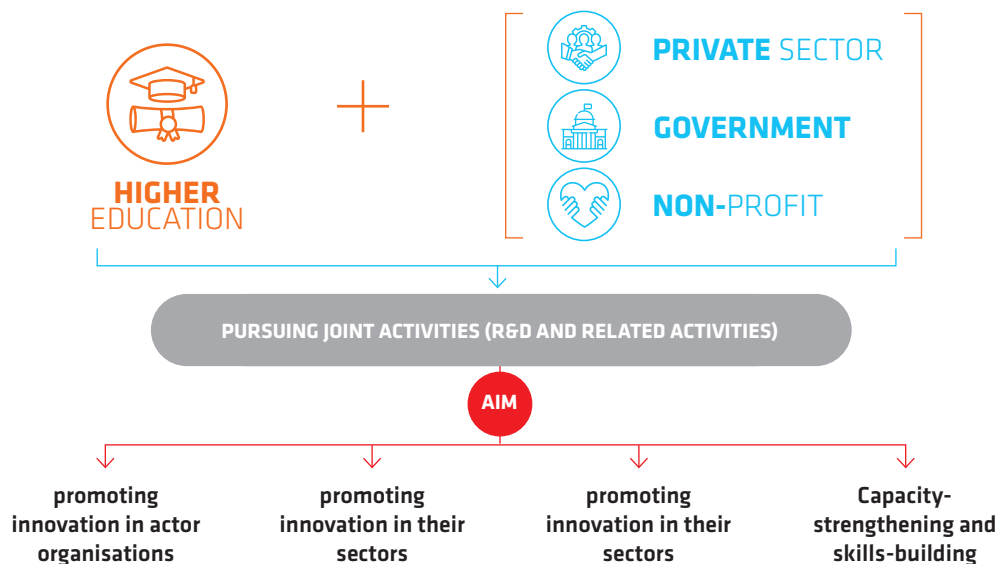 HIGHER
EDUCATION
PRIVATE SECTOR
GOVERNMENT
NON-PROFIT
PURSUING JOINT ACTIVITIES (R&D AND RELATED ACTIVITIES)
AIM
promoting
innovation in actor
organisations
promoting
innovation in their
sectors
promoting
innovation in their
sectors
Capacity-
strengthening and
skills-building